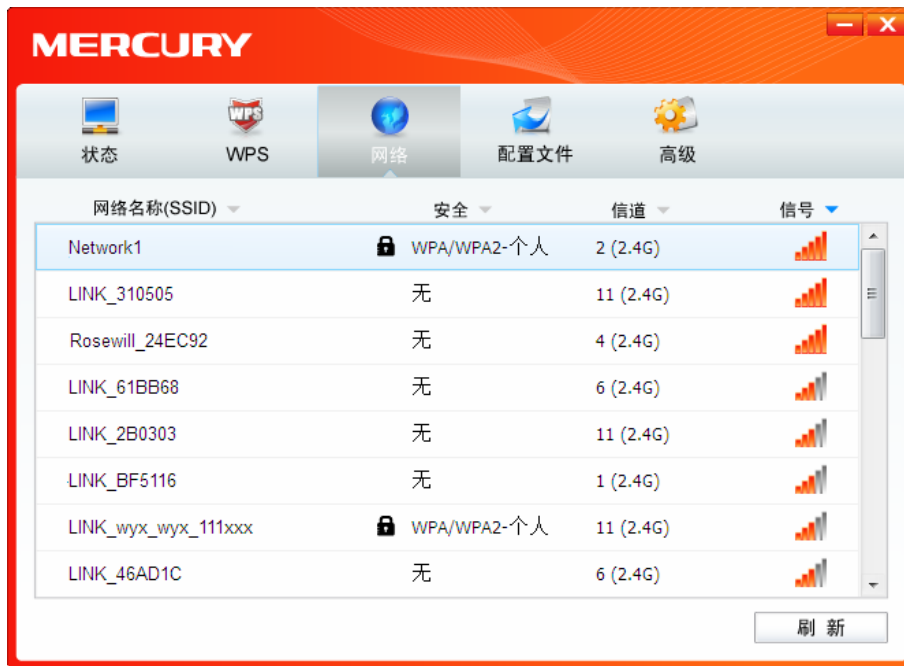 MERCURY
状态 WPS 网络 配置文件 高级
网络名称(SSID) 安全 信道 信号
Network1 WPA/WPA2-个人 2 (2.4G)
LINK_310505 无 11 (2.4G)
Rosewill_24EC92 无 4 (2.4G)
LINK_61BB68 无 6 (2.4G)
LINK_2B0303 无 11 (2.4G)
LINK_BF5116 无 1 (2.4G)
LINK_wyx_wyx_111xxx WPA/WPA2-个人 11 (2.4G)
LINK_46AD1C 无 6 (2.4G)
刷 新